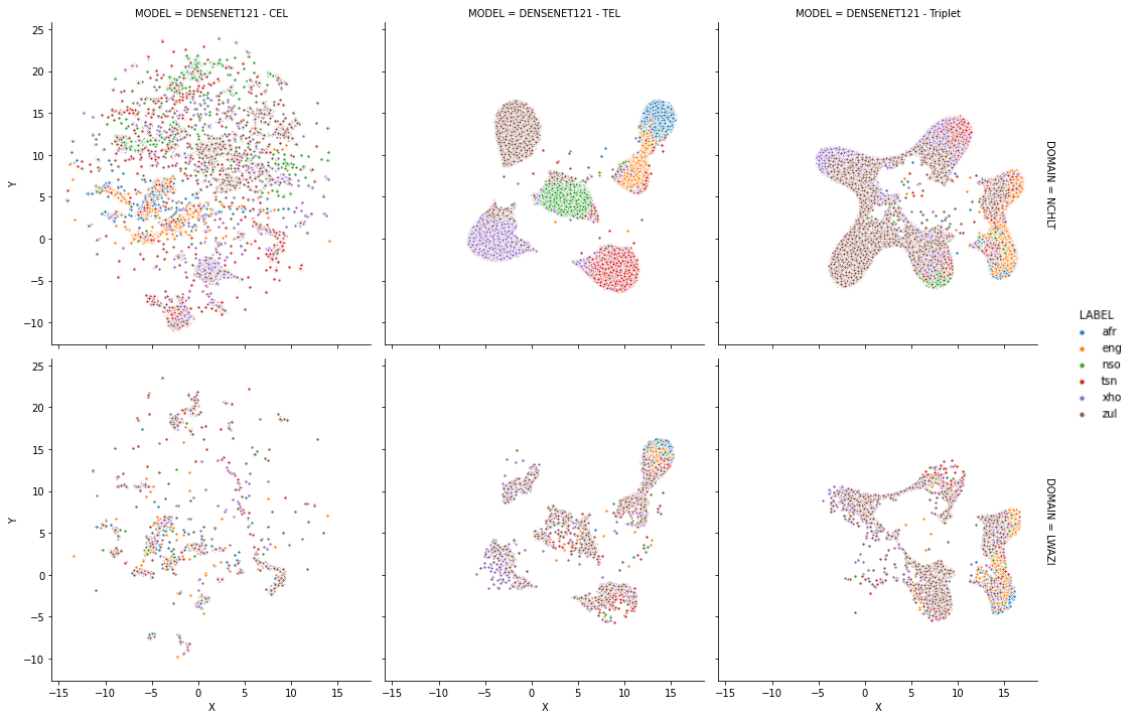 MODEL = DENSENET121 - CEL
MODEL = DENSENET121 - TEL
MODEL = DENSENET121 - Triplet
25
20
15
10
5
0
−5
−10
Y
DOMAIN = NCHLT
LABEL
afr
eng
nso
tsn
xho
zul
25
20
15
10
5
0
−5
−10
Y
DOMAIN = LWAZI
−15 −10 −5 0 5 10 15
−15 −10 −5 0 5 10 15
−15 −10 −5 0 5 10 15
X
X
X